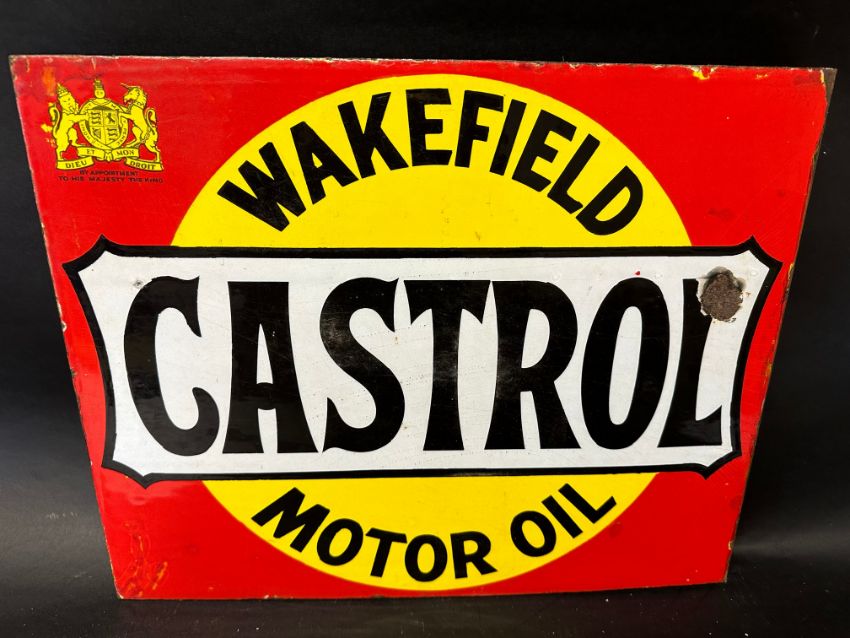 DIEU ET MON DROIT
BY APPOINTMENT
TO HIS MAJESTY THE KING
WAKEFIELD
CASTROL
MOTOR OIL